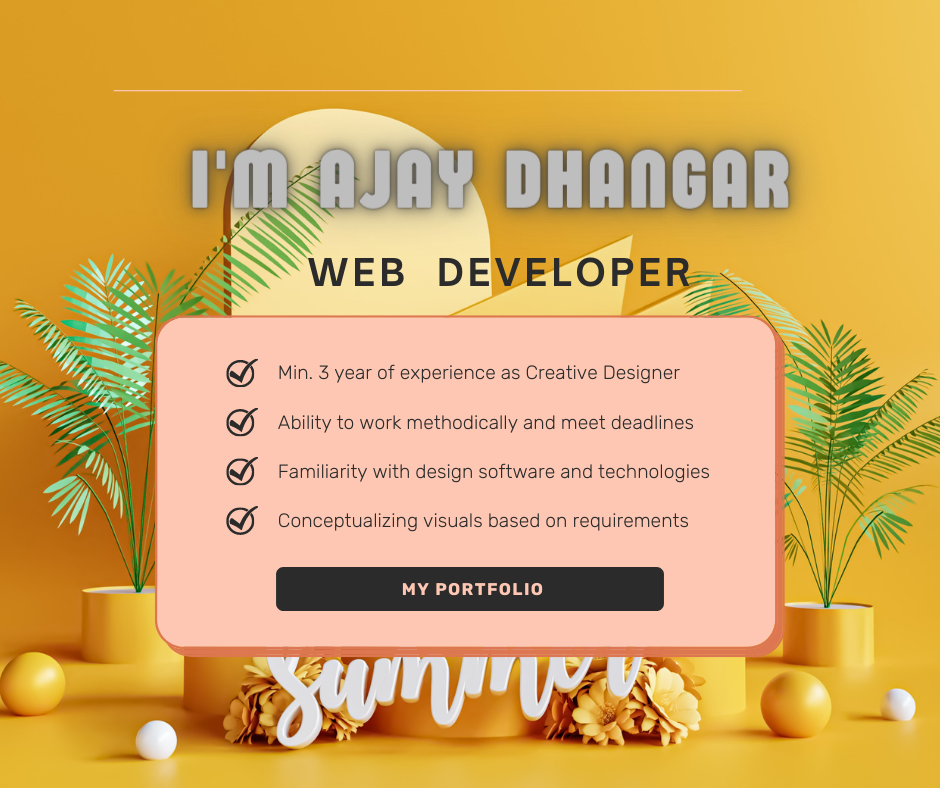 I'M AJAY DHANGAR
WEB DEVELOPER
Min. 3 year of experience as Creative Designer
Ability to work methodically and meet deadlines
Familiarity with design software and technologies
Conceptualizing visuals based on requirements
MY PORTFOLIO
Summer